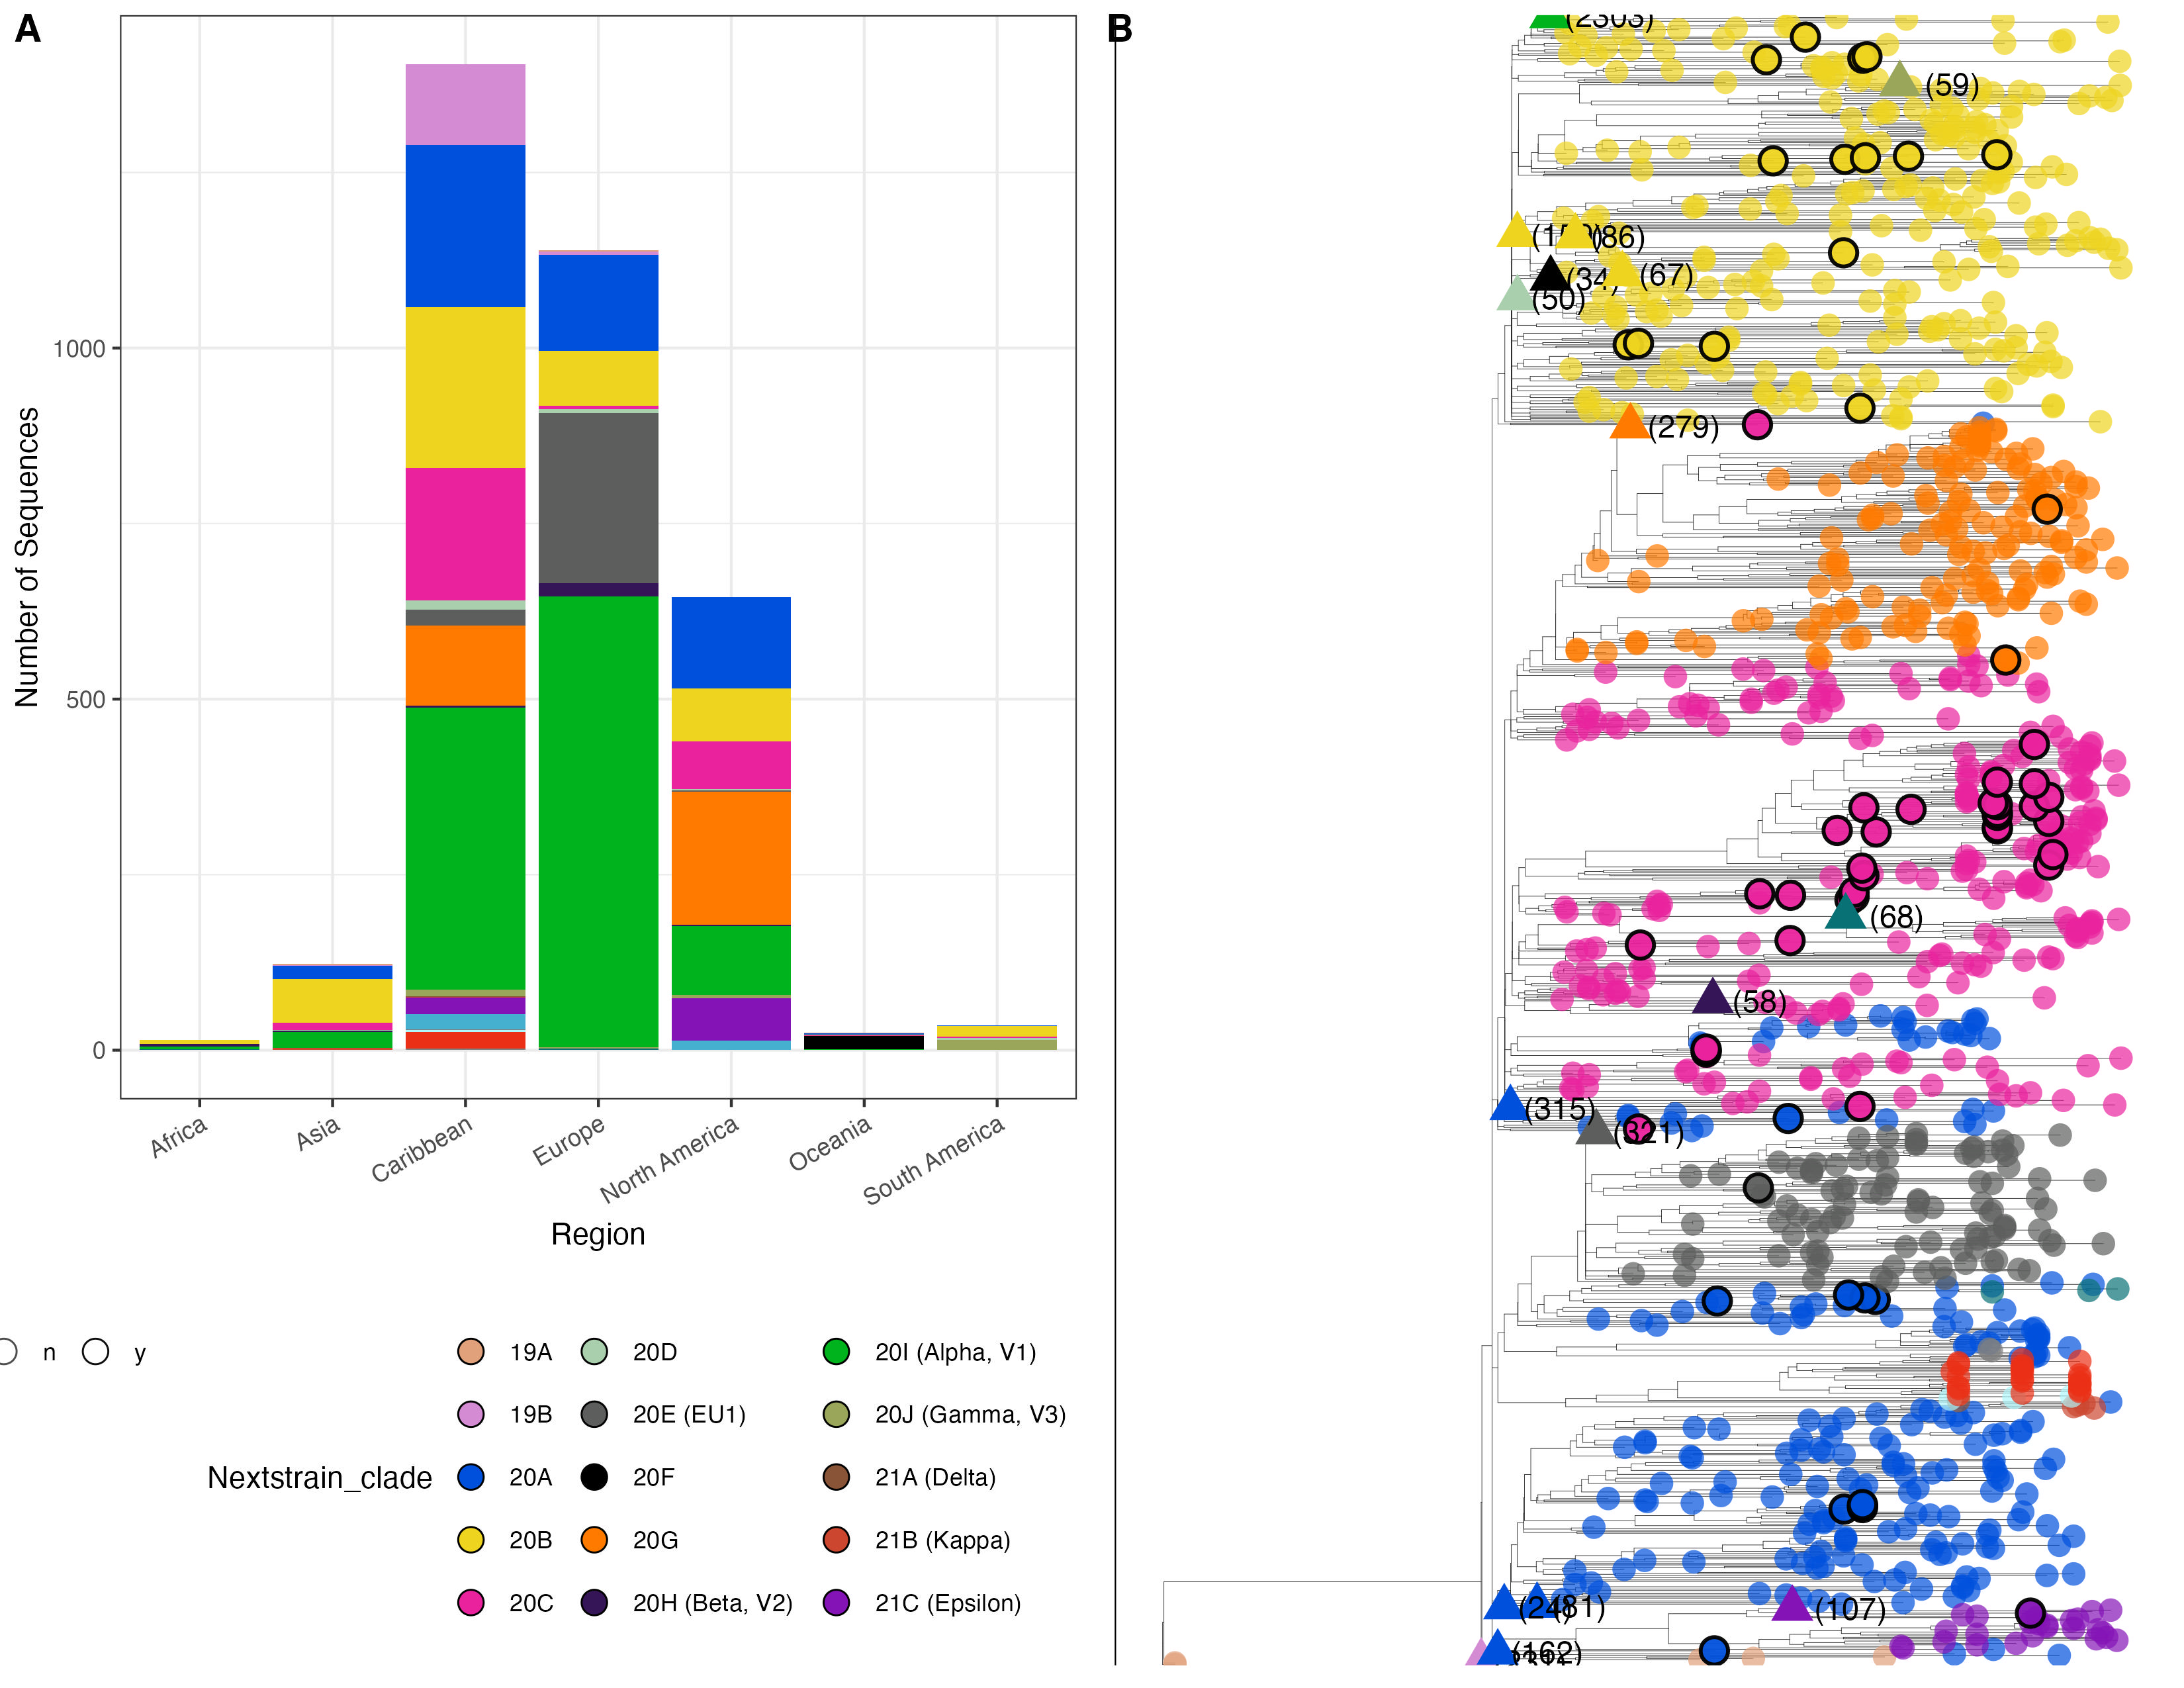 A
B
Number of Sequences
1000
500
0
Africa
Asia
Caribbean
Europe
North America
Oceania
South America
Region
n
y
Nextstrain_clade
19A
19B
20A
20B
20C
20D
20E (EU1)
20F
20G
20H (Beta, V2)
20I (Alpha, V1)
20J (Gamma, V3)
21A (Delta)
21B (Kappa)
21C (Epsilon)
(2303)
(59)
(86)
(67)
(50)
(279)
(68)
(58)
(315)
(321)
(107)
(162)